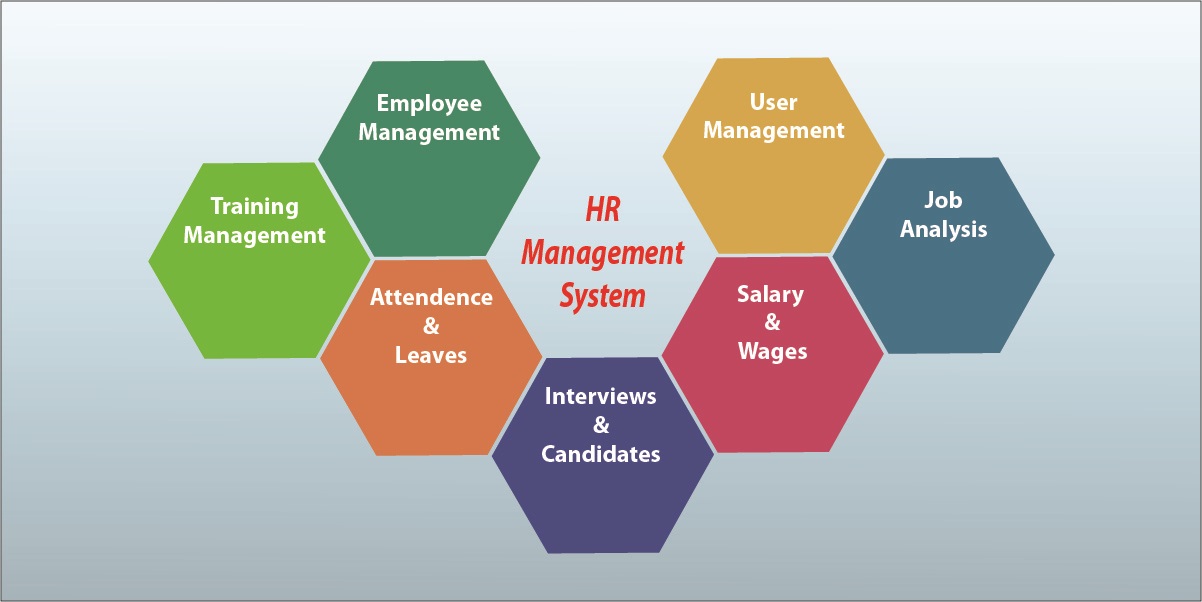 Employee
Management
User
Management
Training
Management
HR
Management
System
Job
Analysis
Attendence
&
Leaves
Salary
&
Wages
Interviews
&
Candidates